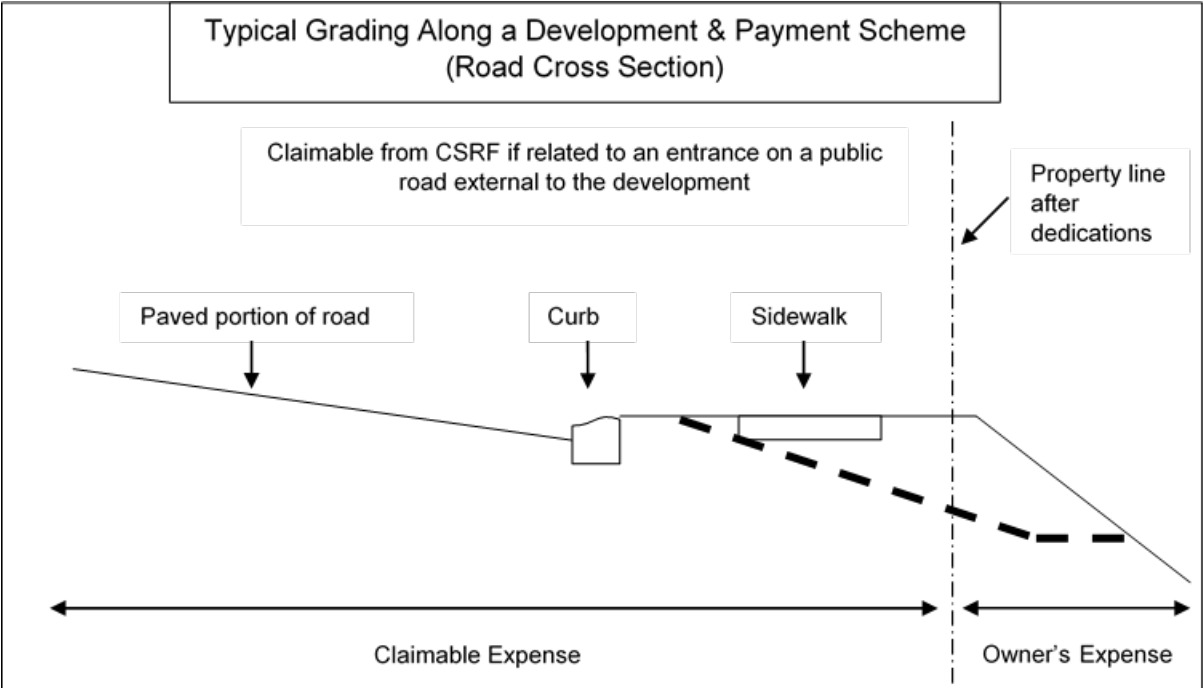 Typical Grading Along a Development & Payment Scheme
(Road Cross Section)
Claimable from CSRF if related to an entrance on a public
road external to the development
Property line
after
dedications
Paved portion of road
Curb
Sidewalk
Claimable Expense
Owner's Expense